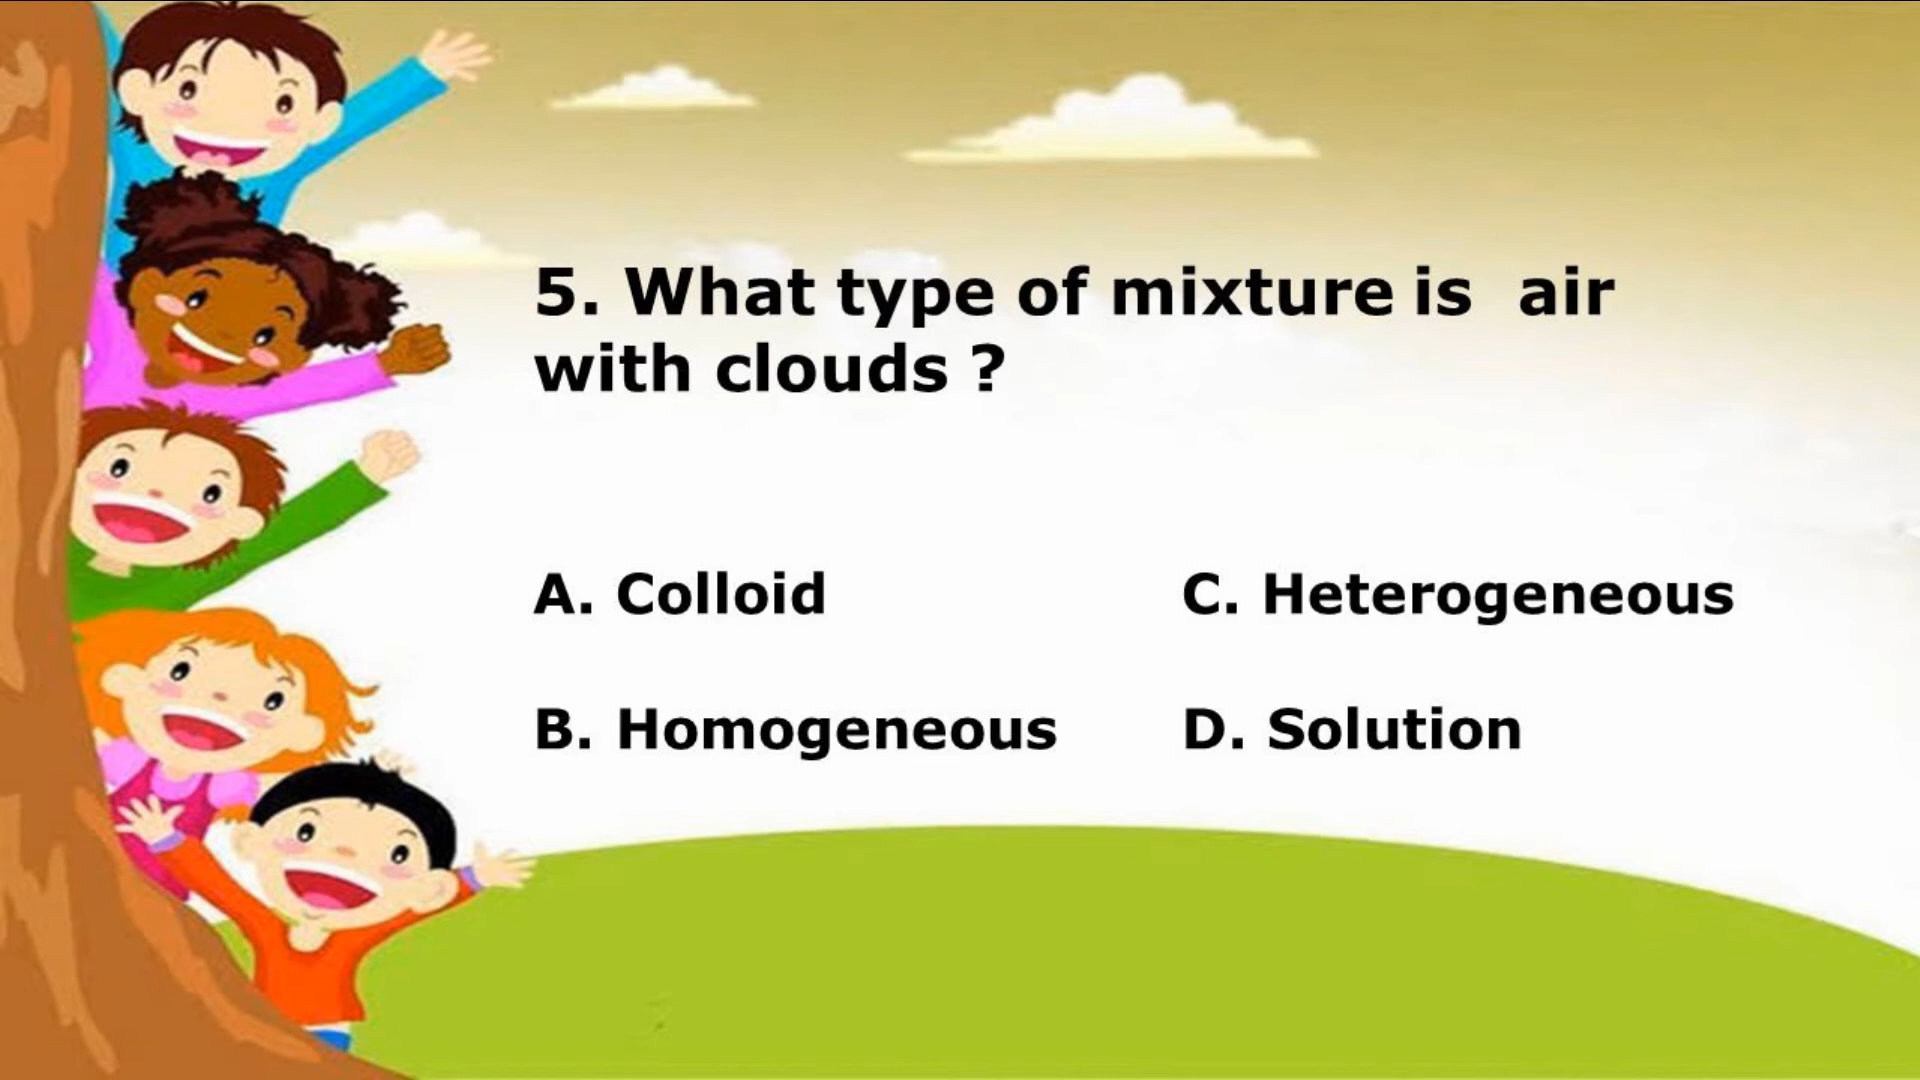 5. What type of mixture is  air
with clouds ?
A. Colloid
C. Heterogeneous
B. Homogeneous
D. Solution